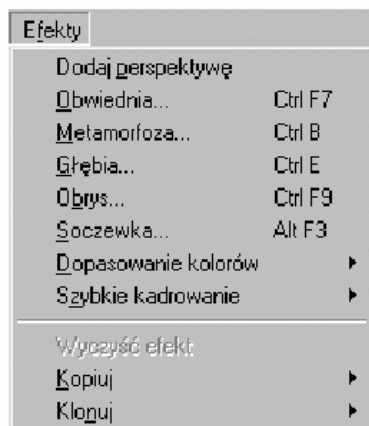 Efekty
Dodaj perspektywę
Obwiednia... Ctrl F7
Metamorfoza... Ctrl B
Głębia... Ctrl E
Obrys... Ctrl F9
Soczewka... Alt F3
Dopasowanie kolorów
Szybkie kadrowanie
Wyczyść efekt
Kopiuj
Klonuj